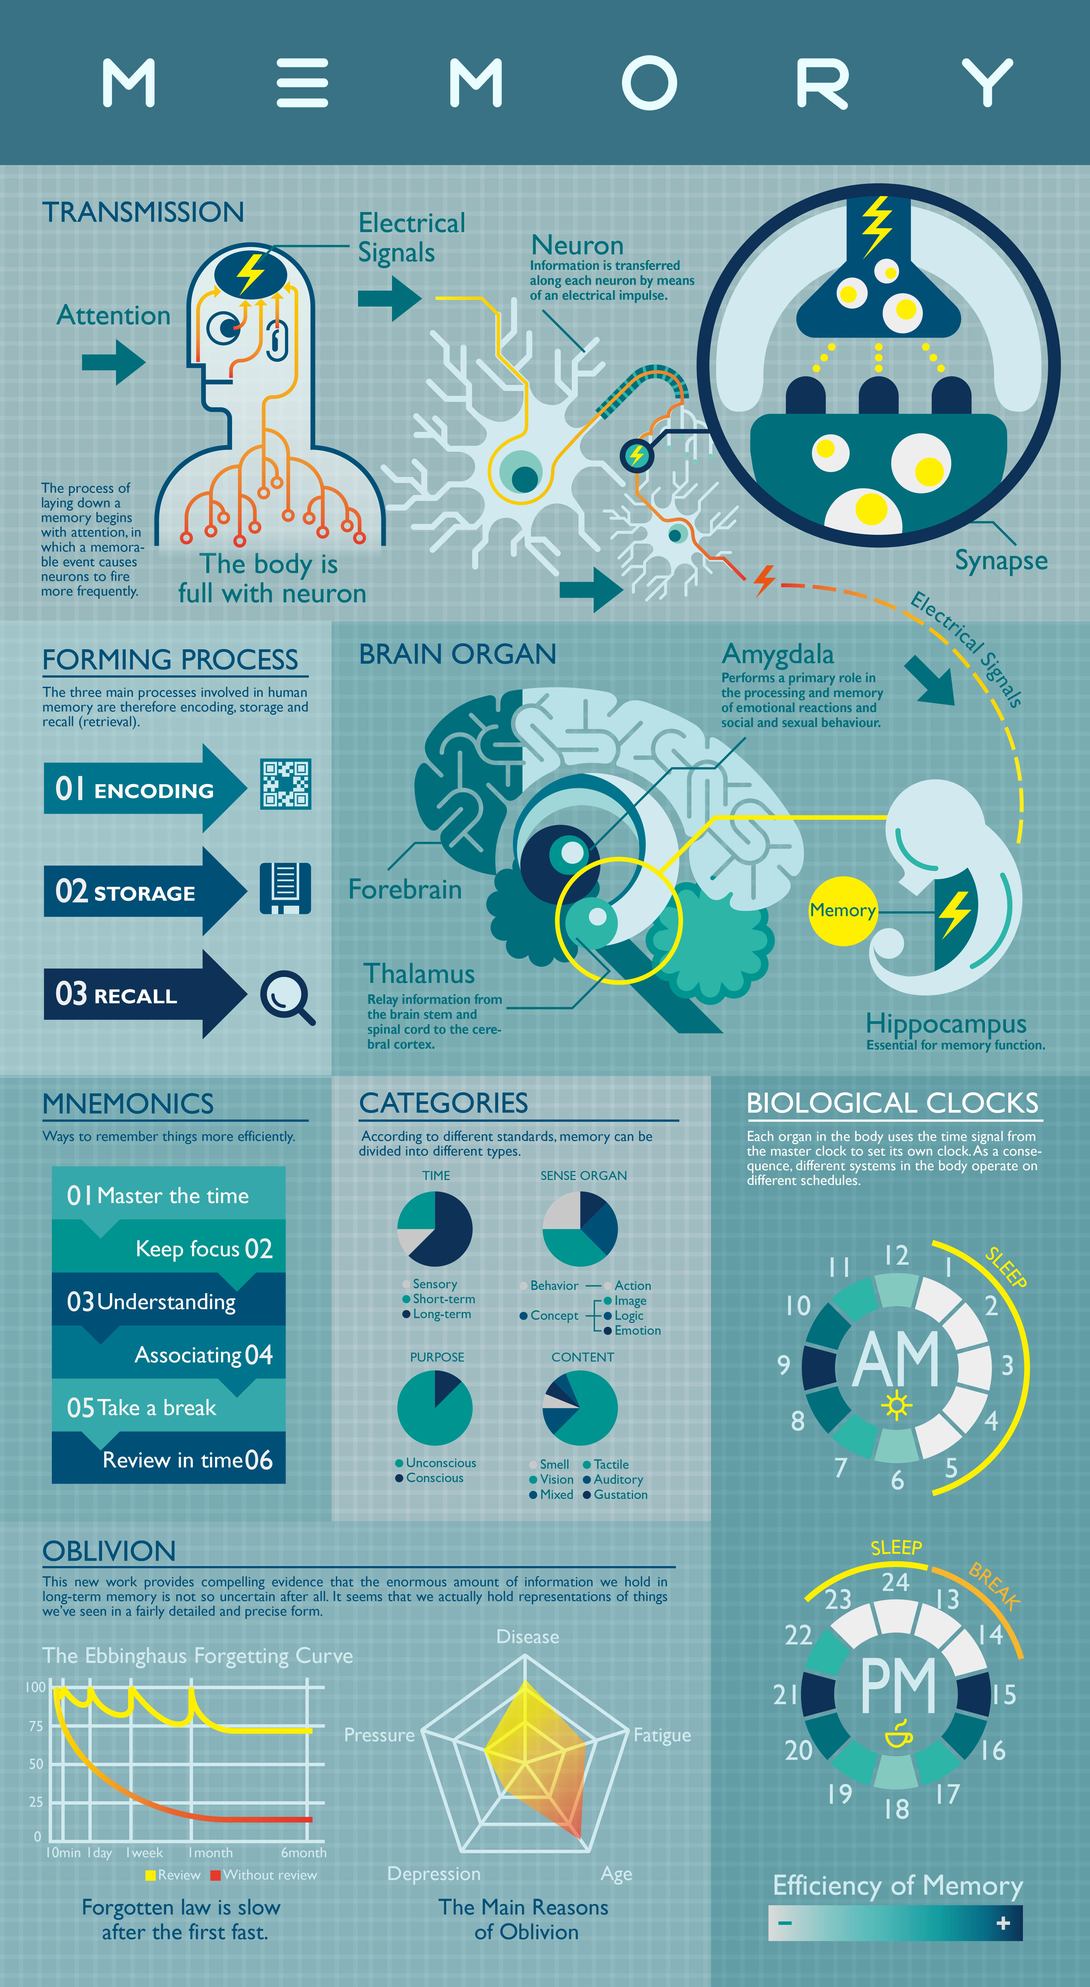 MEMORY
TRANSMISSION
Attention
Electrical
Signals
Neuron
Information is transferred
along each neuron by means
of an electrical impulse.
The process of
laying down a
memory begins
with attention, in
which a memora-
ble event causes
neurons to fire
more frequently.
The body is
full with neuron
Synapse
Electrical Signals
FORMING PROCESS
The three main processes involved in human
memory are therefore encoding, storage and
recall (retrieval).
01 ENCODING
02 STORAGE
03 RECALL
BRAIN ORGAN
Amygdala
Performs a primary role in
the processing and memory
of emotional reactions and
social and sexual behaviour.
Forebrain
Thalamus
Relay information from
the brain stem and
spinal cord to the cere-
bral cortex.
Memory
Hippocampus
Essential for memory function.
MNEMONICS
Ways to remember things more efficiently.
01 Master the time
Keep focus 02
03 Understanding
Associating 04
05 Take a break
Review in time 06
CATEGORIES
According to different standards, memory can be
divided into different types.
TIME
Sensory
Short-term
Long-term
SENSE ORGAN
Behavior Action
Image
Concept Logic
Emotion
PURPOSE
Unconscious
Conscious
CONTENT
Smell Tactile
Vision Auditory
Mixed Gustation
BIOLOGICAL CLOCKS
Each organ in the body uses the time signal from
the master clock to set its own clock. As a conse-
quence, different systems in the body operate on
different schedules.
SLEEP
12
1
2
3
4
5
6
7
8
9
10
11
AM
SLEEP
BREAK
24
13
14
15
16
17
18
19
20
21
22
23
PM
Efficiency of Memory
− +
OBLIVION
This new work provides compelling evidence that the enormous amount of information we hold in
long-term memory is not so uncertain after all. It seems that we actually hold representations of things
we've seen in a fairly detailed and precise form.
The Ebbinghaus Forgetting Curve
100
75
50
25
0
10min 1day 1week 1month 6month
Review Without review
Forgotten law is slow
after the first fast.
Disease
Pressure
Fatigue
Depression
Age
The Main Reasons
of Oblivion